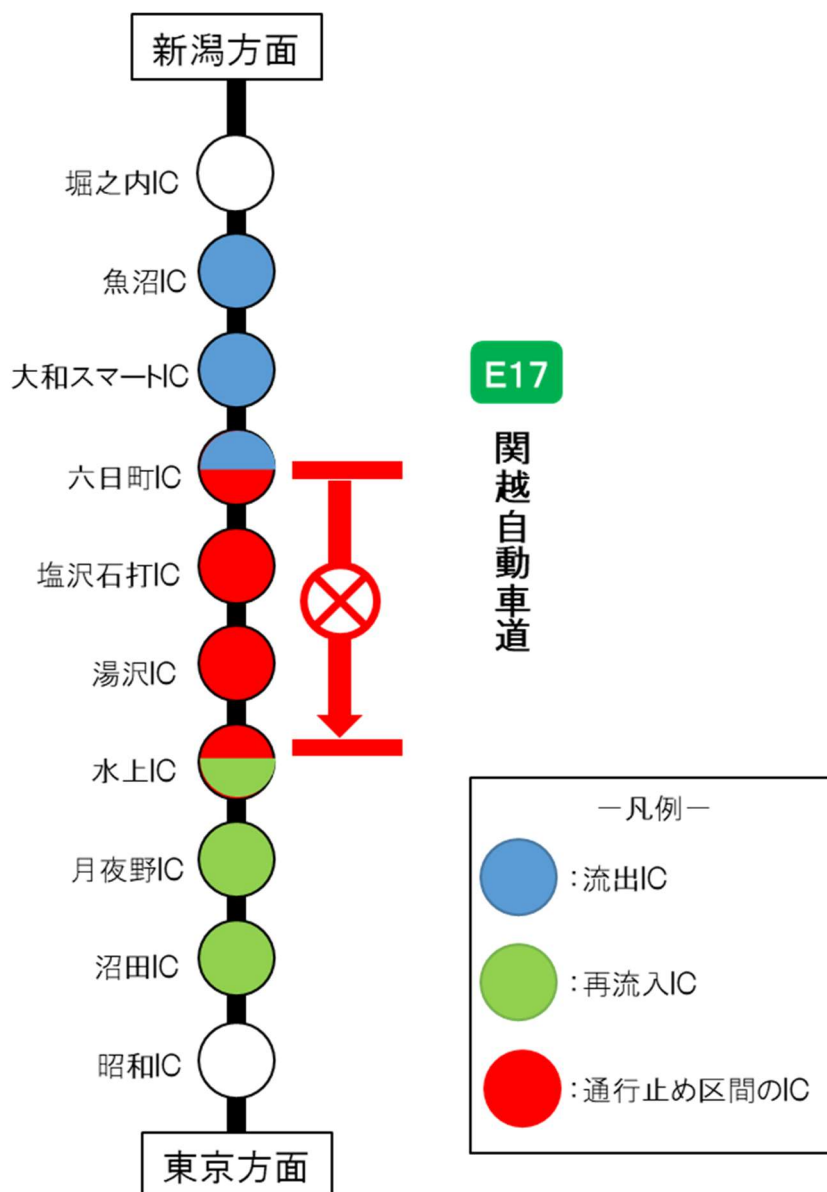 新潟方面
堀之内IC
魚沼IC
大和スマートIC
六日町IC
塩沢石打IC
湯沢IC
水上IC
月夜野IC
沼田IC
昭和IC
東京方面
E17
関越自動車道
－凡例－
：流出IC
：再流入IC
：通行止め区間のIC